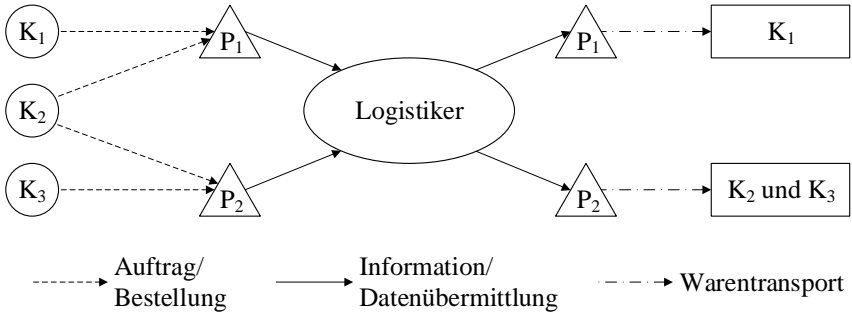 K₁
P₁
P₁
K₁
K₂
Logistiker
K₃
P₂
P₂
K₂ und K₃
Auftrag/
Bestellung
Information/
Datenübermittlung
Warentransport